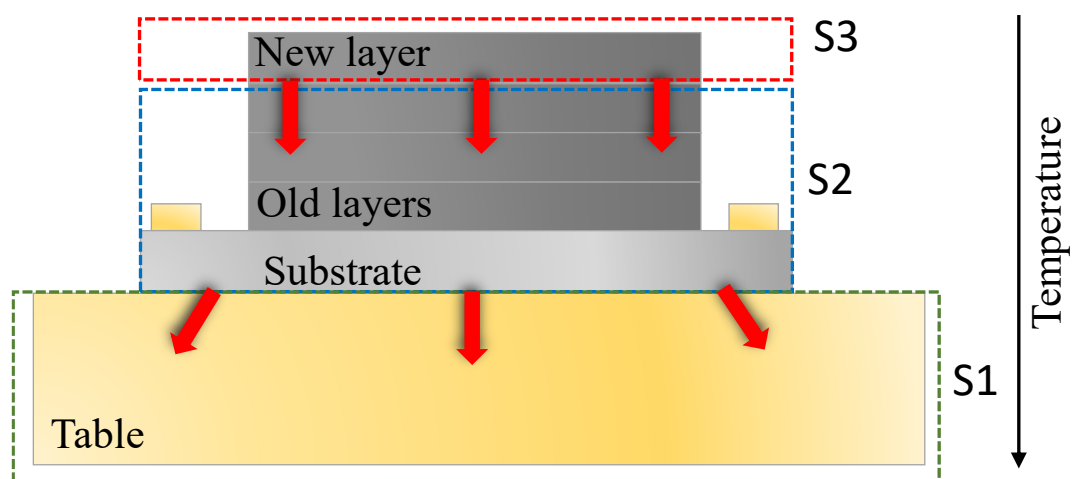 New layer
S3
Old layers
S2
Substrate
Table
S1
Temperature